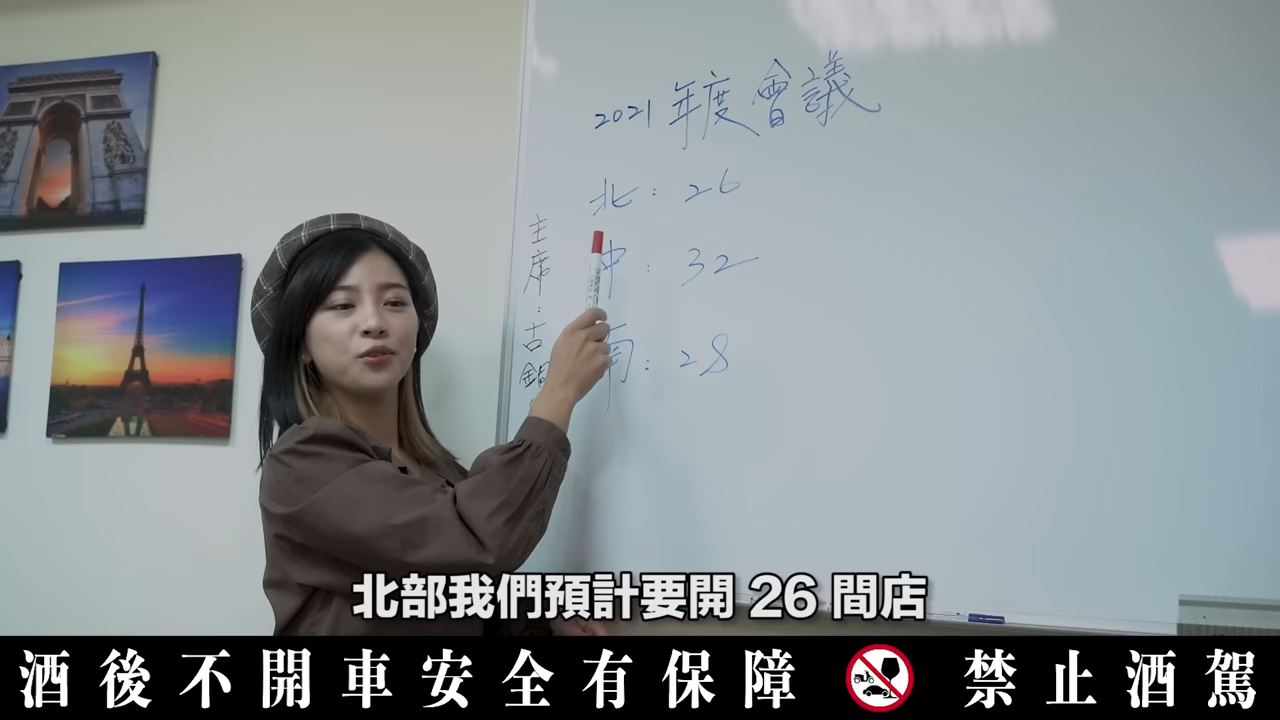 2021 年度會議
北：26
中：32
南：28
主席：古鍋
北部我們預計要開 26 間店
酒後不開車安全有保障 禁止酒駕